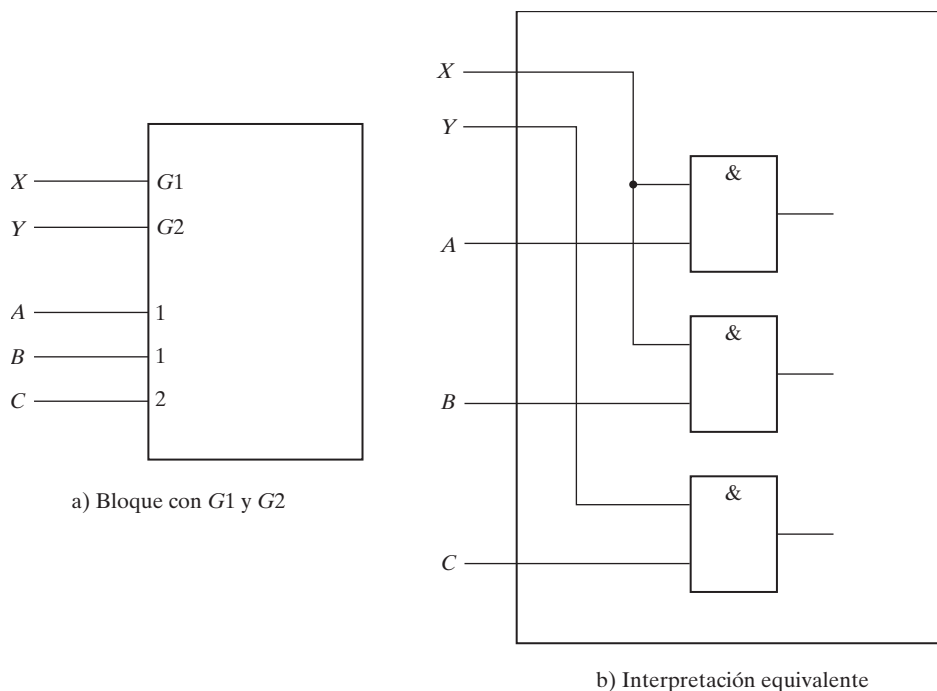 X
G1
Y
G2
A
1
B
1
C
2
a) Bloque con G1 y G2
X
Y
&
A
&
B
&
C
b) Interpretación equivalente